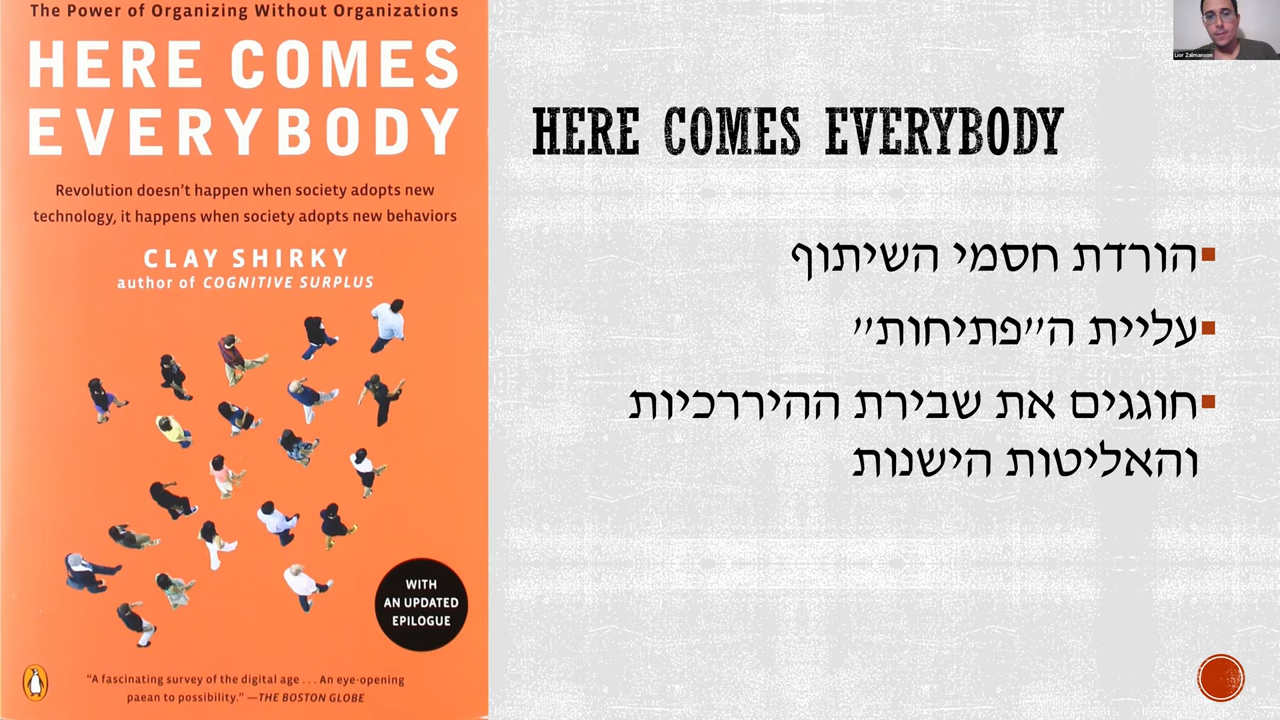 The Power of Organizing Without Organizations
HERE COMES
EVERYBODY
Revolution doesn't happen when society adopts new
technology, it happens when society adopts new behaviors
CLAY SHIRKY
author of COGNITIVE SURPLUS
WITH
AN UPDATED
EPILOGUE
"A fascinating survey of the digital age . . . An eye-opening
paean to possibility." —THE BOSTON GLOBE
Lior Zalmanson
HERE COMES EVERYBODY
▪הורדת חסמי השיתוף
▪עליית ה״פתיחות״
▪חוגגים את שבירת ההיררכיות
והאליטות הישנות